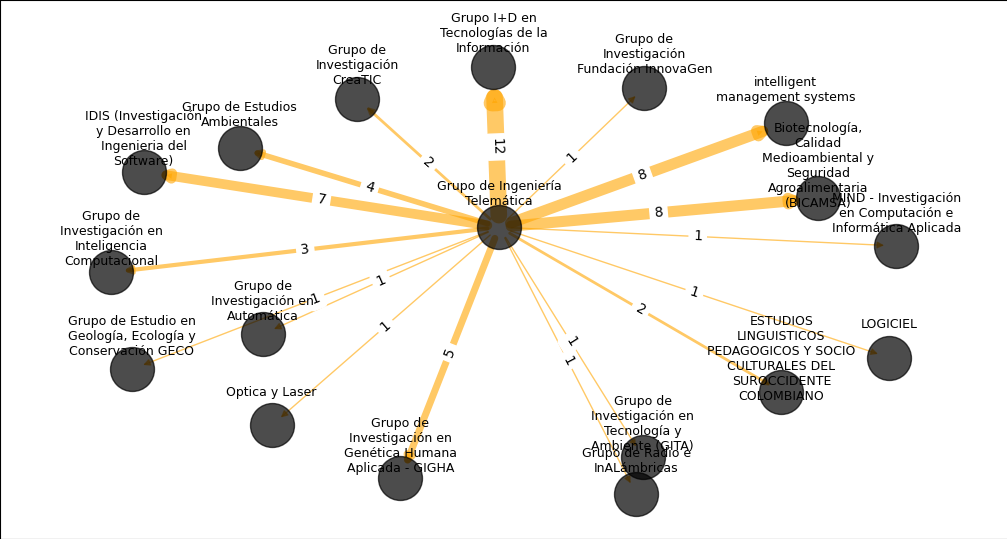 Grupo I+D en
Tecnologías de la
Información
Grupo de
Investigación
Fundación InnovaGen
Grupo de
Investigación
CreaTIC
intelligent
management systems
Grupo de Estudios
Ambientales
IDIS (Investigación
y Desarrollo en
Ingenieria del
Software)
Biotecnología,
Calidad
Medioambiental y
Seguridad
Agroalimentaria
(BICAMSA)
MIND - Investigación
en Computación e
Informática Aplicada
Grupo de Ingeniería
Telemática
Grupo de
Investigación en
Inteligencia
Computacional
Grupo de
Investigación en
Automática
Grupo de Estudio en
Geología, Ecología y
Conservación GECO
LOGICIEL
ESTUDIOS
LINGUISTICOS
PEDAGOGICOS Y SOCIO
CULTURALES DEL
SUROCCIDENTE
COLOMBIANO
Optica y Laser
Grupo de
Investigación en
Genética Humana
Aplicada - GIGHA
Grupo de
Investigación en
Tecnología y
Ambiente (GITA)
Grupo de Radio e
InALambricas
12
1
2
8
4
7
8
1
3
1
1
1
1
2
5
1
1